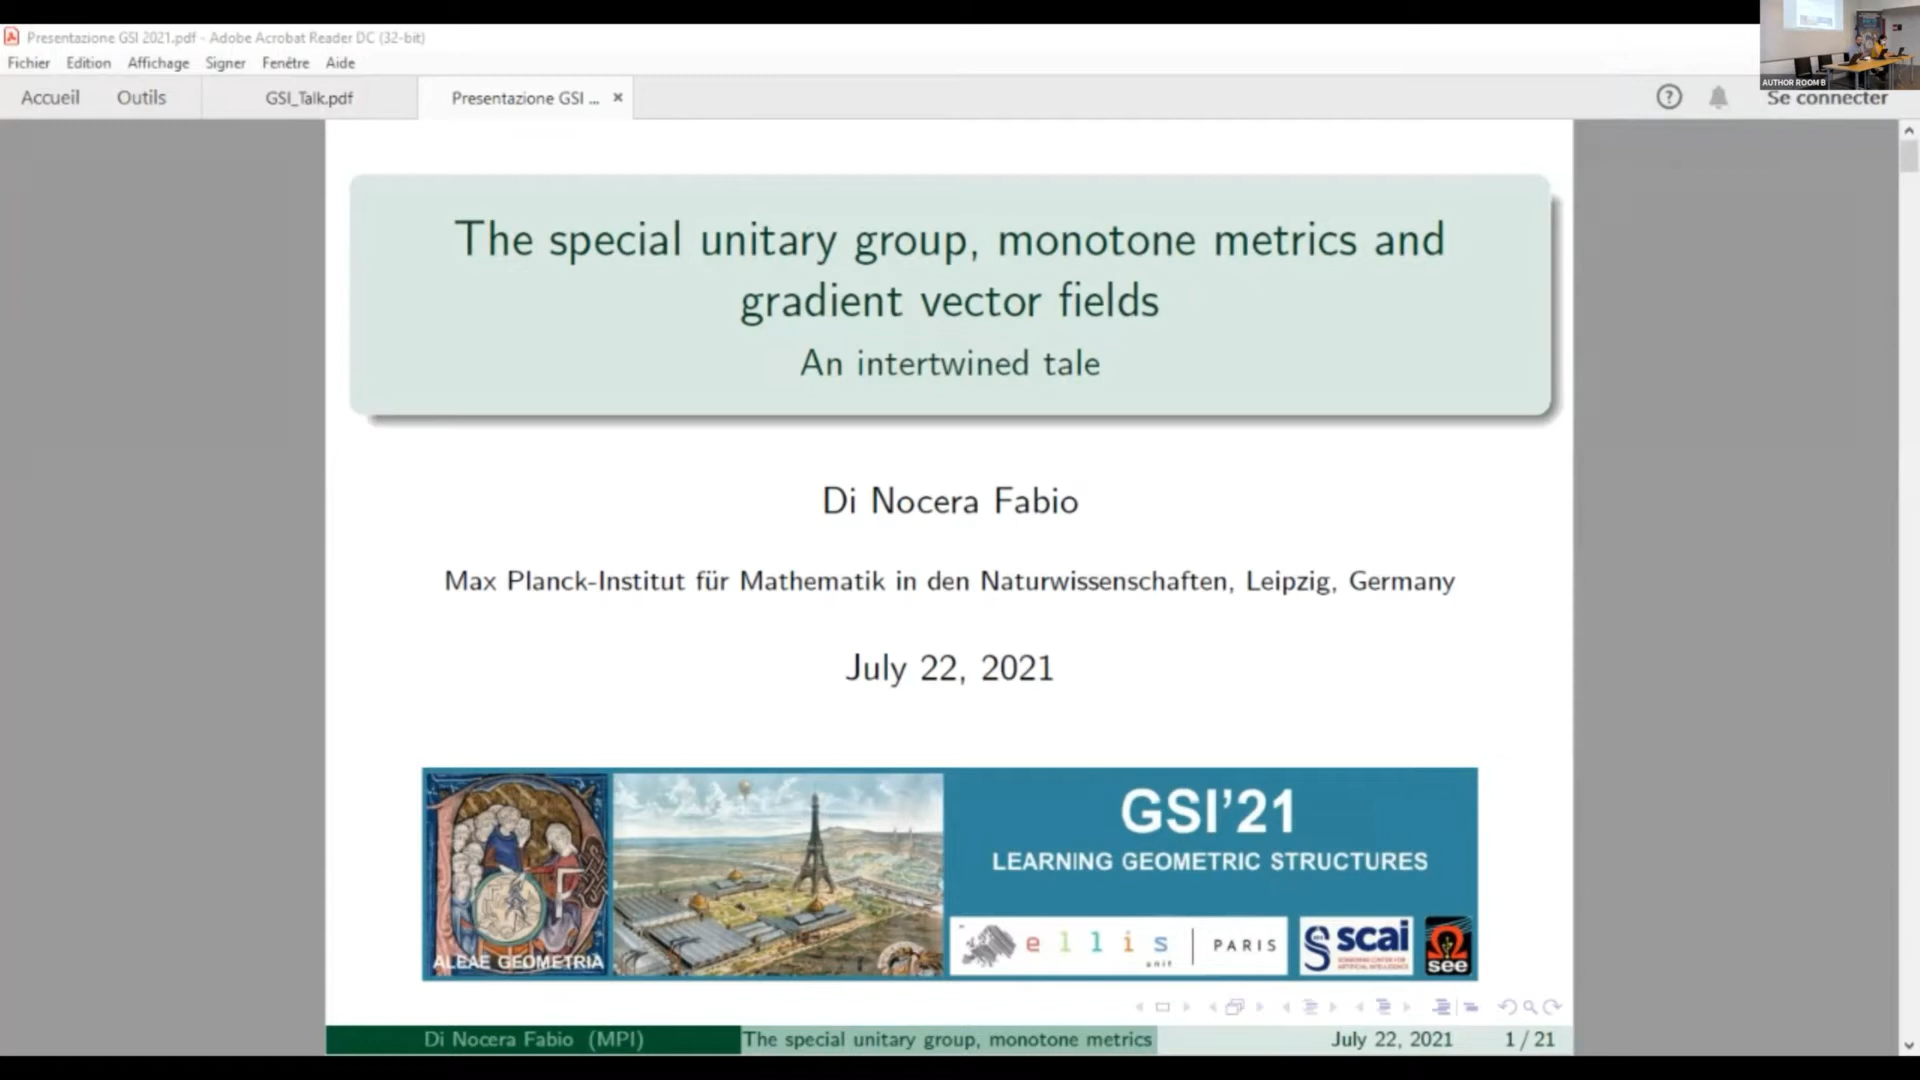 Presentazione GSI 2021.pdf - Adobe Acrobat Reader DC (32-bit)
Fichier Edition Affichage Signer Fenêtre Aide
AUTHOR ROOM B
Accueil Outils GSI_Talk.pdf Presentazione GSI ... × Se connecter
The special unitary group, monotone metrics and
gradient vector fields
An intertwined tale
Di Nocera Fabio
Max Planck-Institut für Mathematik in den Naturwissenschaften, Leipzig, Germany
July 22, 2021
GSI'21
LEARNING GEOMETRIC STRUCTURES
ALEAE GEOMETRIA
ellis unit | PARIS
scai
see
Di Nocera Fabio (MPI) The special unitary group, monotone metrics July 22, 2021 1 / 21